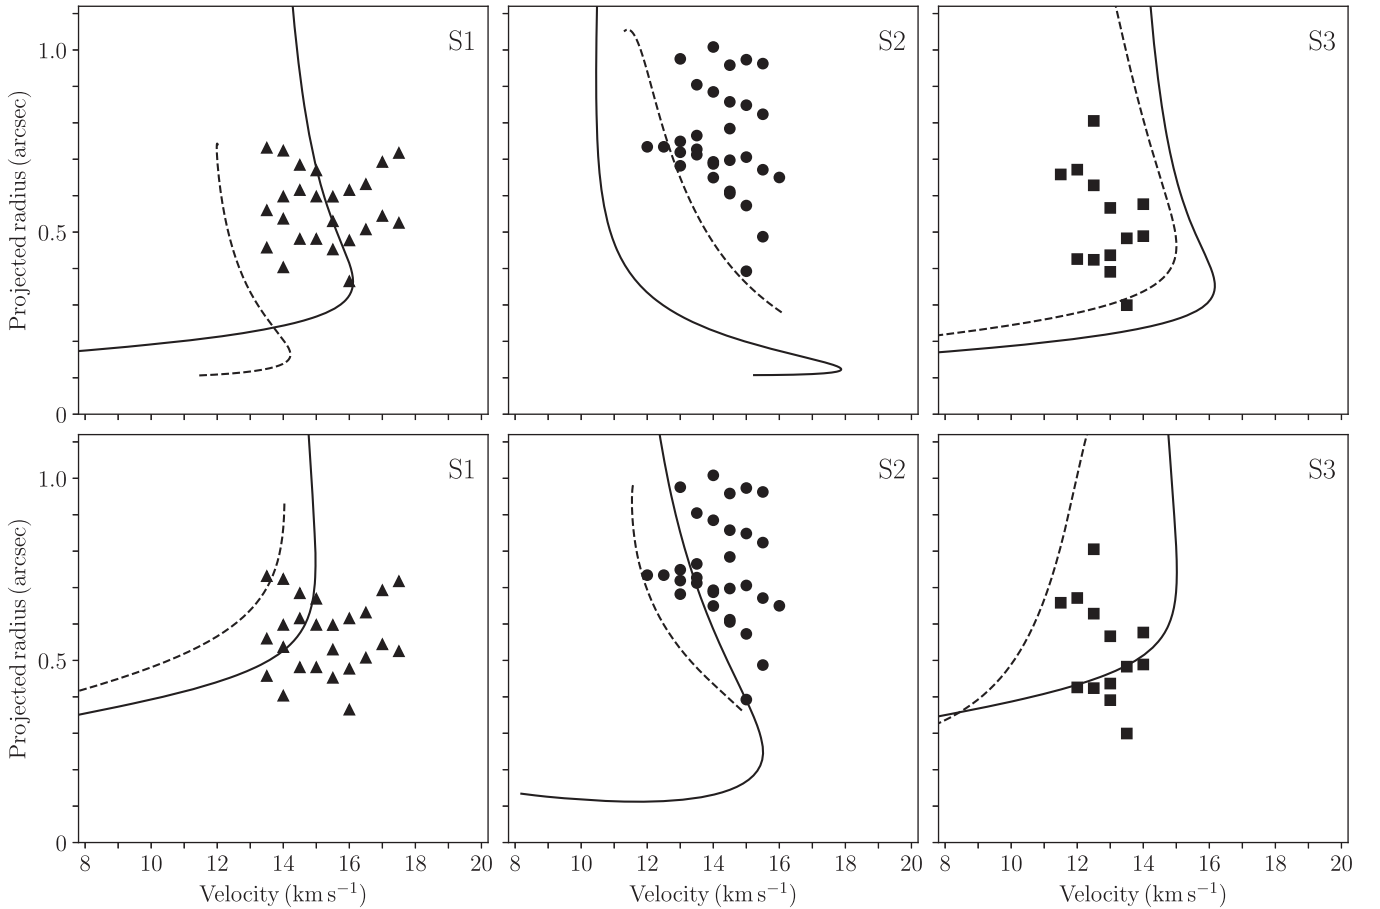 S1 S2 S3
1.0
0.5
0
Projected radius (arcsec)
S1 S2 S3
1.0
0.5
0
Projected radius (arcsec)
8 10 12 14 16 18 20 8 10 12 14 16 18 20 8 10 12 14 16 18 20
Velocity (km s⁻¹) Velocity (km s⁻¹) Velocity (km s⁻¹)